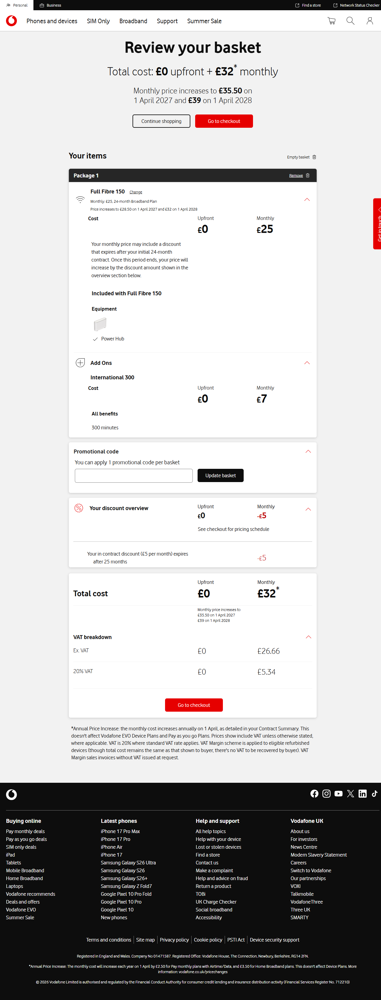 Personal
Business
Find a store
Network Status Checker
Phones and devices
SIM Only
Broadband
Support
Summer Sale
Review your basket
Total cost: £0 upfront + £32* monthly
Monthly price increases to £35.50 on
1 April 2027 and £39 on 1 April 2028
Continue shopping
Go to checkout
Your items
Empty basket
Package 1
Remove
Full Fibre 150 Change
Monthly: £25, 24-month Broadband Plan
Price increases to £28.50 on 1 April 2027 and £32 on 1 April 2028
Cost
Upfront
Monthly
£0
£25
Get in touch
Your monthly price may include a discount
that expires after your initial 24-month
contract. Once this period ends, your price will
increase by the discount amount shown in the
overview section below.
Included with Full Fibre 150
Equipment
Power Hub
Add Ons
International 300
Cost
Upfront
Monthly
£0
£7
All benefits
300 minutes
Promotional code
You can apply 1 promotional code per basket
Update basket
Your discount overview
Upfront
Monthly
£0
-£5
See checkout for pricing schedule
Your in contract discount (£5 per month) expires
after 25 months
-£5
Upfront
Monthly
Total cost
£0
£32*
Monthly price increases to
£35.50 on 1 April 2027
£39 on 1 April 2028
VAT breakdown
Ex. VAT
£0
£26.66
20% VAT
£0
£5.34
Go to checkout
*Annual Price Increase: the monthly cost increases annually on 1 April, as detailed in your Contract Summary. This
doesn't affect Vodafone EVO Device Plans and Pay as you go Plans. Prices show include VAT unless otherwise stated,
where applicable. VAT is 20% where standard VAT rate applies. VAT Margin scheme is applied to eligible refurbished
devices (though total cost remains the same as that shown to buyer, there's no VAT to be recovered by buyer). VAT
Margin sales invoices without VAT issued at request.
Buying online
Pay monthly deals
Pay as you go deals
SIM only deals
iPad
Tablets
Mobile Broadband
Home Broadband
Laptops
Vodafone recommends
Deals and offers
Vodafone EVO
Summer Sale
Latest phones
iPhone 17 Pro Max
iPhone 17 Pro
iPhone Air
iPhone 17
Samsung Galaxy S26 Ultra
Samsung Galaxy S26
Samsung Galaxy S26+
Samsung Galaxy Z Fold7
Google Pixel 10 Pro Fold
Google Pixel 10 Pro
Google Pixel 10
New phones
Help and support
All help topics
Help with your device
Lost or stolen devices
Find a store
Contact us
Make a complaint
Help and advice on fraud
Return a product
TOBi
UK Charge Checker
Social broadband
Accessibility
Vodafone UK
About us
For investors
News Centre
Modern Slavery Statement
Careers
Switch to Vodafone
Our partnerships
VOXI
Talkmobile
VodafoneThree
Three UK
SMARTY
Terms and conditions
Site map
Privacy policy
Cookie policy
PSTI Act
Device security support
Registered in England and Wales. Company No 01471587. Registered Office: Vodafone House, The Connection, Newbury, Berkshire, RG14 2FN.
*Annual Price Increase: The monthly cost will increase each year on 1 April by £2.50 for Pay monthly plans with Airtime/Data, and £3.50 for Home Broadband plans. This doesn't affect Device Plans. More
information: vodafone.co.uk/pricechanges
© 2026 Vodafone Limited is authorised and regulated by the Financial Conduct Authority for consumer credit lending and insurance distribution activity (Financial Services Register No. 712210)